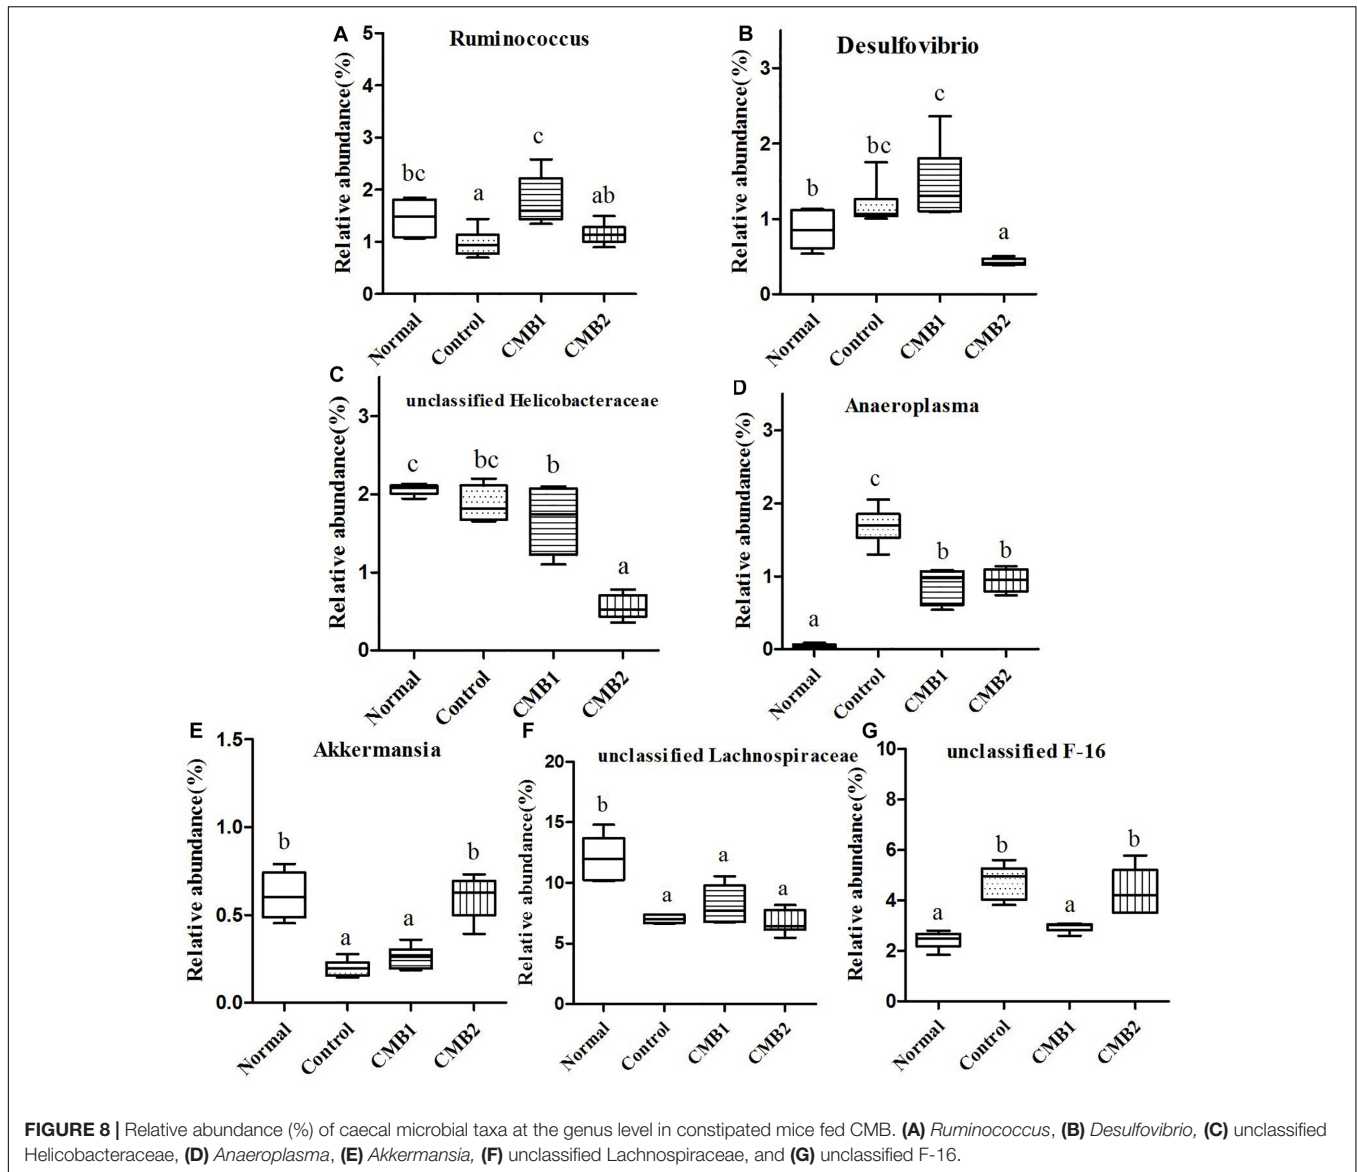 A
Ruminococcus
Relative abundance(%)
5
4
3
2
1
0
bc
a
c
ab
Normal
Control
CMB1
CMB2
B
Desulfovibrio
Relative abundance(%)
3
2
1
0
b
bc
c
a
Normal
Control
CMB1
CMB2
C
unclassified Helicobacteraceae
Relative abundance(%)
3
2
1
0
c
bc
b
a
Normal
Control
CMB1
CMB2
D
Anaeroplasma
Relative abundance(%)
3
2
1
0
a
c
b
b
Normal
Control
CMB1
CMB2
E
Akkermansia
Relative abundance(%)
1.5
1.0
0.5
0.0
b
a
a
b
Normal
Control
CMB1
CMB2
F
unclassified Lachnospiraceae
Relative abundance(%)
20
15
10
5
0
b
a
a
a
Normal
Control
CMB1
CMB2
G
unclassified F-16
Relative abundance(%)
10
8
6
4
2
0
a
b
a
b
Normal
Control
CMB1
CMB2
FIGURE 8 | Relative abundance (%) of caecal microbial taxa at the genus level in constipated mice fed CMB. (A) Ruminococcus, (B) Desulfovibrio, (C) unclassified
Helicobacteraceae, (D) Anaeroplasma, (E) Akkermansia, (F) unclassified Lachnospiraceae, and (G) unclassified F-16.